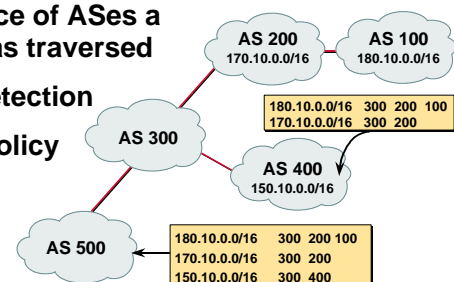 ce of ASes a
as traversed
etection
olicy
AS 200
170.10.0.0/16
AS 100
180.10.0.0/16
180.10.0.0/16 300 200 100
170.10.0.0/16 300 200
AS 300
AS 400
150.10.0.0/16
AS 500
180.10.0.0/16 300 200 100
170.10.0.0/16 300 200
150.10.0.0/16 300 400